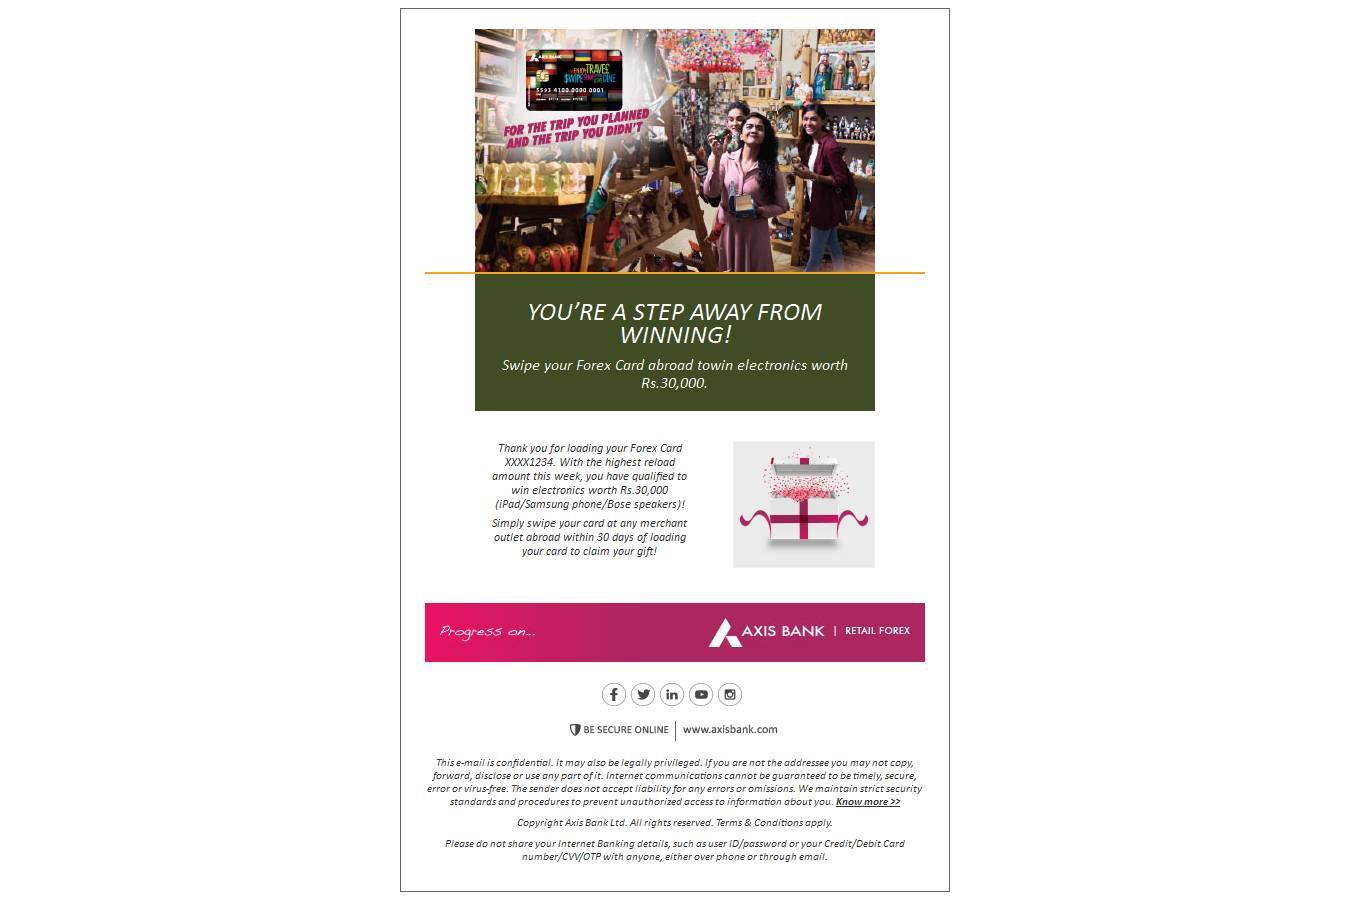 AXIS BANK
ENJOY TRAVEL
$WIPE SHOP DINE
5593 4100 0000 0001
FOR THE TRIP YOU PLANNED
AND THE TRIP YOU DIDN'T
YOU'RE A STEP AWAY FROM
WINNING!
Swipe your Forex Card abroad towin electronics worth
Rs.30,000.
Thank you for loading your Forex Card
XXXX1234. With the highest reload
amount this week, you have qualified to
win electronics worth Rs.30,000
(iPad/Samsung phone/Bose speakers)!
Simply swipe your card at any merchant
outlet abroad within 30 days of loading
your card to claim your gift!
Progress on...
AXIS BANK | RETAIL FOREX
BE SECURE ONLINE | www.axisbank.com
This e-mail is confidential. It may also be legally privileged. If you are not the addressee you may not copy,
forward, disclose or use any part of it. Internet communications cannot be guaranteed to be timely, secure,
error or virus-free. The sender does not accept liability for any errors or omissions. We maintain strict security
standards and procedures to prevent unauthorized access to information about you. Know more >>
Copyright Axis Bank Ltd. All rights reserved. Terms & Conditions apply.
Please do not share your Internet Banking details, such as user ID/password or your Credit/Debit Card
number/CVV/OTP with anyone, either over phone or through email.